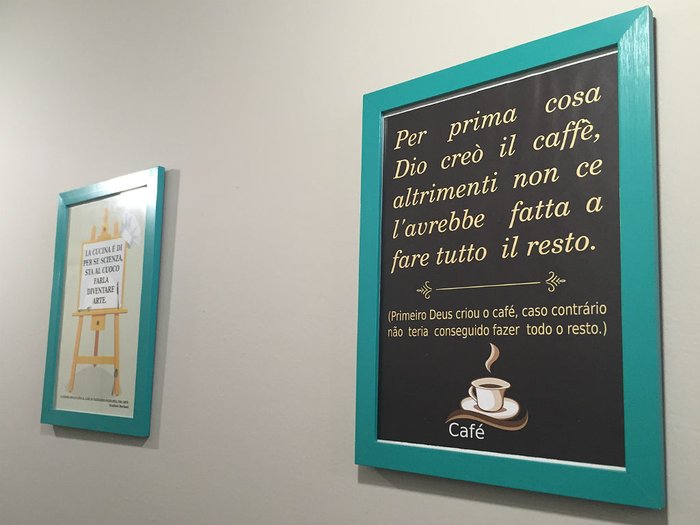 LA CUCINA É DI
PER SE SCIENZA,
STA AL CUOCO
FARLA
DIVENTARE
ARTE.
Per prima cosa
Dio creò il caffè,
altrimenti non ce
l'avrebbe fatta a
fare tutto il resto.
(Primeiro Deus criou o café, caso contrário
não teria conseguido fazer todo o resto.)
Café